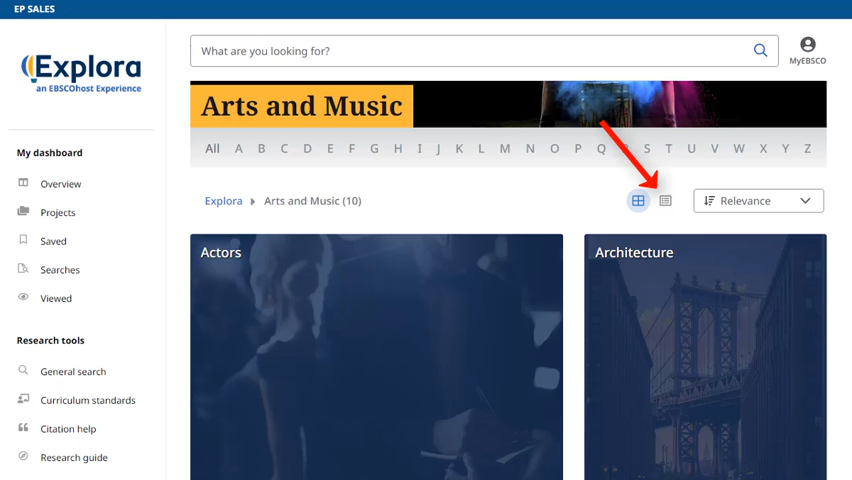 EP SALES
Explora
an EBSCOhost Experience
What are you looking for?
MyEBSCO
Arts and Music
All A B C D E F G H I J K L M N O P Q R S T U V W X Y Z
My dashboard
Overview
Projects
Saved
Searches
Viewed
Research tools
General search
Curriculum standards
Citation help
Research guide
Explora Arts and Music (10)
Relevance
Actors
Architecture